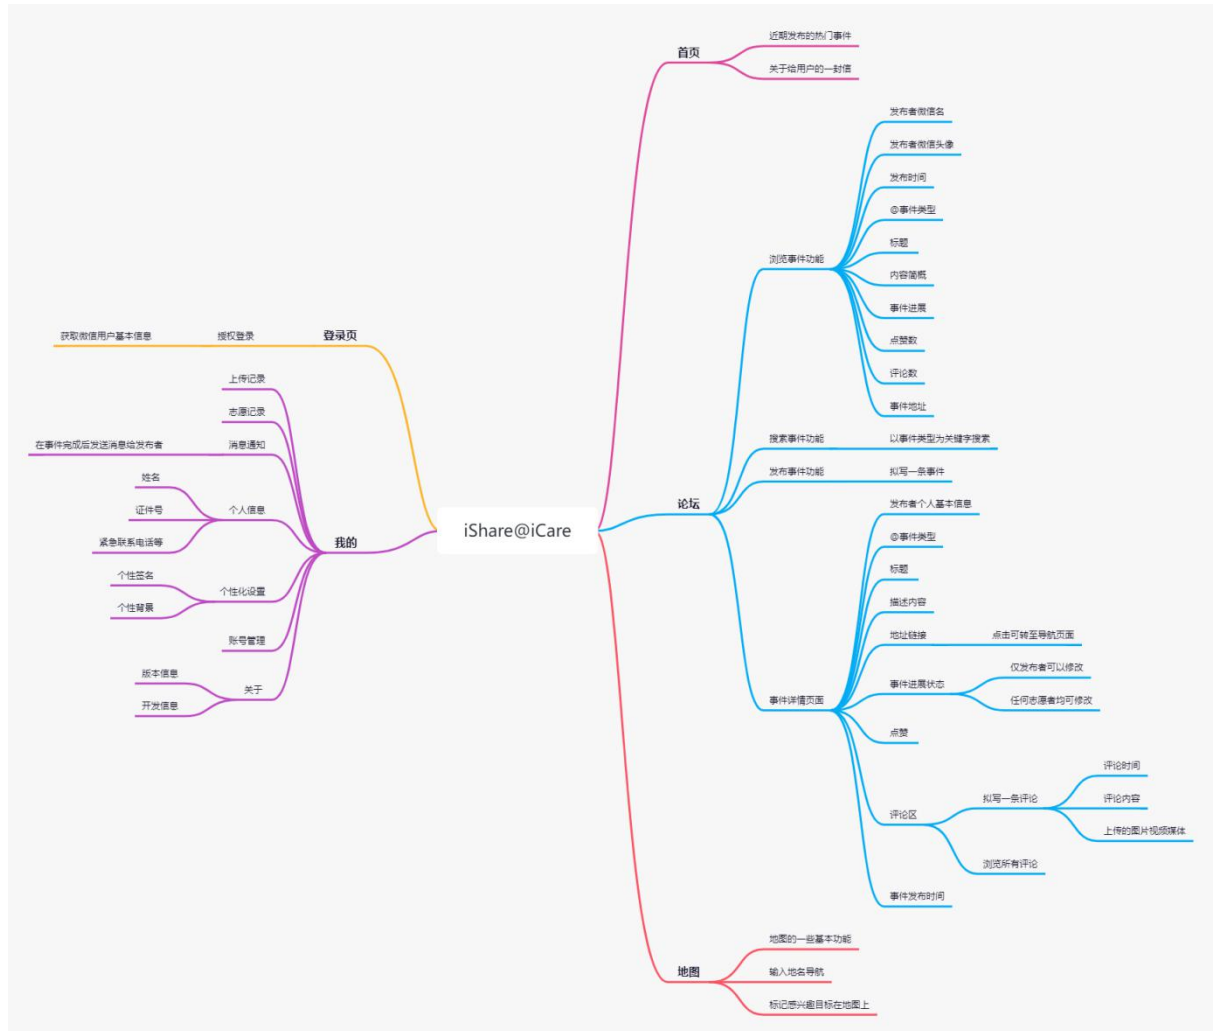 iShare@iCare
首页
近期发布的热门事件
关于给用户的一封信
论坛
浏览事件功能
发布者微信名
发布者微信头像
发布时间
@事件类型
标题
内容简概
事件进展
点赞数
评论数
事件地址
搜索事件功能
以事件类型为关键字搜索
发布事件功能
拟写一条事件
事件详情页面
发布者个人基本信息
@事件类型
标题
描述内容
地址链接
点击可转至导航页面
事件进展状态
仅发布者可以修改
任何志愿者均可修改
点赞
评论区
拟写一条评论
评论时间
评论内容
上传的图片视频媒体
浏览所有评论
事件发布时间
地图
地图的一些基本功能
输入地名导航
标记感兴趣目标在地图上
登录页
授权登录
获取微信用户基本信息
我的
上传记录
志愿记录
消息通知
在事件完成后发送消息给发布者
个人信息
姓名
证件号
紧急联系电话等
个性化设置
个性签名
个性背景
账号管理
关于
版本信息
开发信息